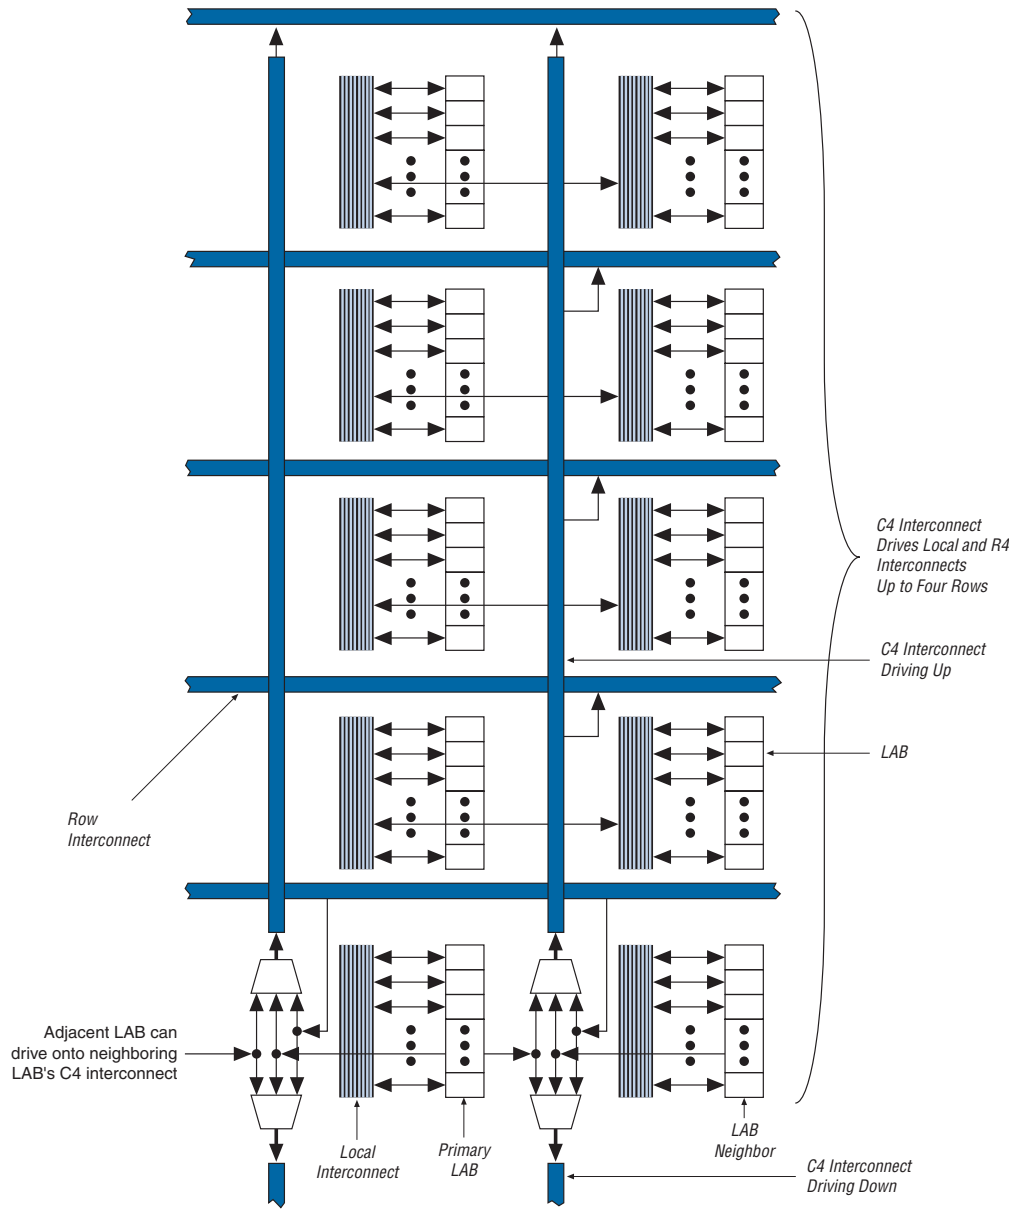 C4 Interconnect
Drives Local and R4
Interconnects
Up to Four Rows
C4 Interconnect
Driving Up
LAB
Row
Interconnect
Adjacent LAB can
drive onto neighboring
LAB's C4 interconnect
Local
Interconnect
Primary
LAB
LAB
Neighbor
C4 Interconnect
Driving Down